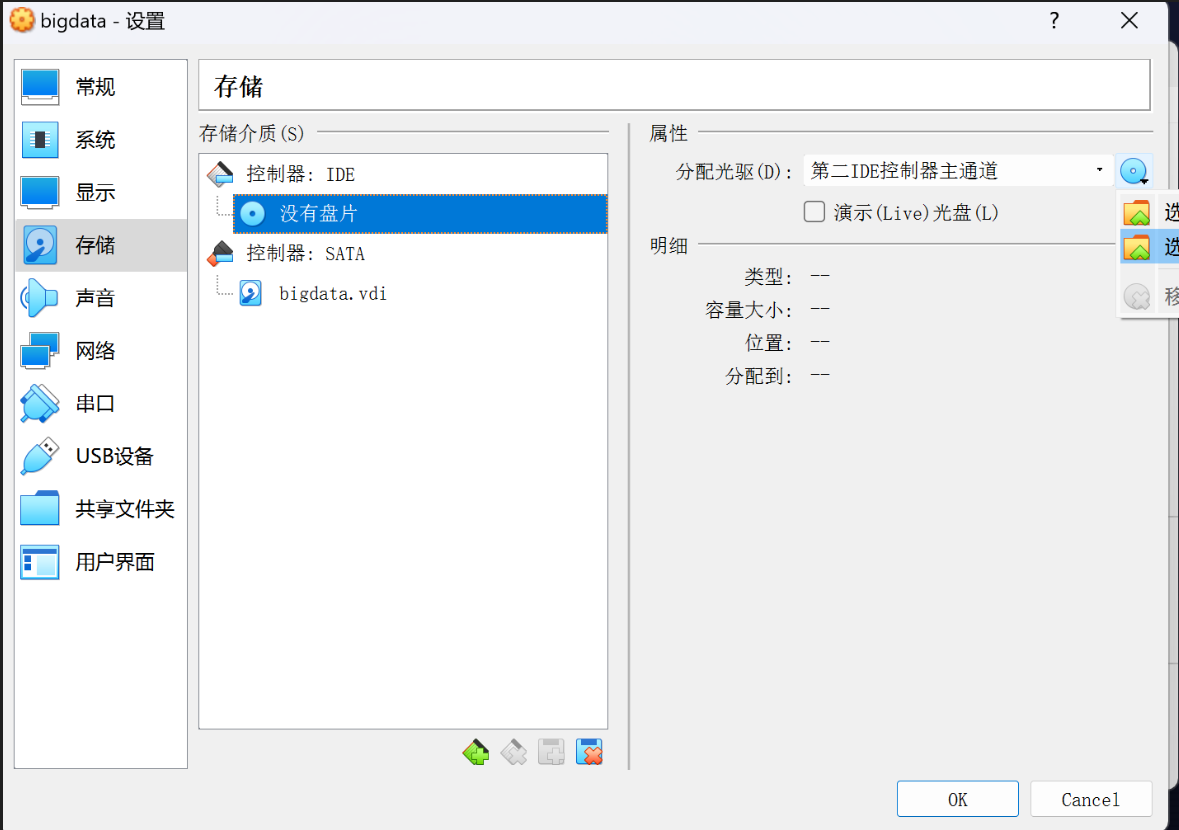 bigdata - 设置
?
常规
系统
显示
存储
声音
网络
串口
USB设备
共享文件夹
用户界面
存储
存储介质(S)
控制器: IDE
没有盘片
控制器: SATA
bigdata.vdi
属性
分配光驱(D): 第二IDE控制器主通道
演示(Live)光盘(L)
明细
类型: --
容量大小: --
位置: --
分配到: --
选
选
移
OK
Cancel